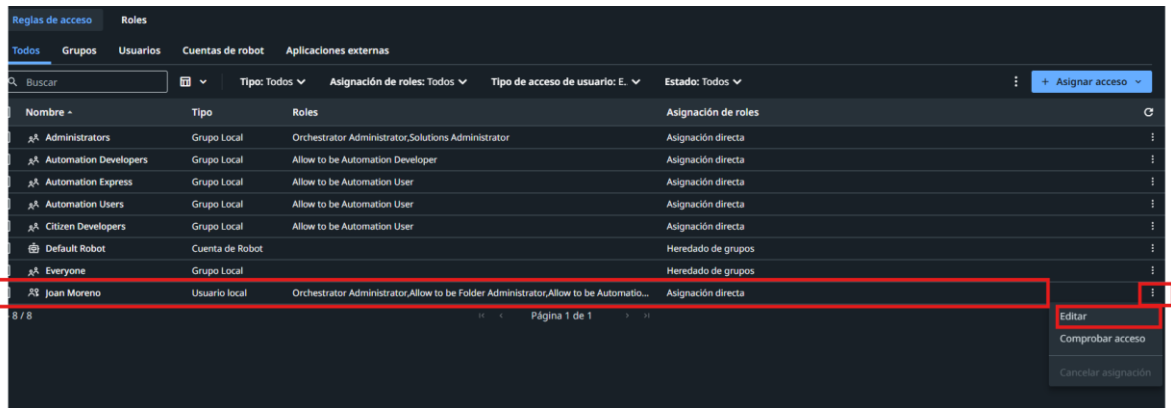 Reglas de acceso Roles
Todos Grupos Usuarios Cuentas de robot Aplicaciones externas
Buscar Tipo: Todos Asignación de roles: Todos Tipo de acceso de usuario: E.. Estado: Todos + Asignar acceso
Nombre Tipo Roles Asignación de roles
Administrators Grupo Local Orchestrator Administrator,Solutions Administrator Asignación directa
Automation Developers Grupo Local Allow to be Automation Developer Asignación directa
Automation Express Grupo Local Allow to be Automation User Asignación directa
Automation Users Grupo Local Allow to be Automation User Asignación directa
Citizen Developers Grupo Local Allow to be Automation User Asignación directa
Default Robot Cuenta de Robot Heredado de grupos
Everyone Grupo Local Heredado de grupos
Joan Moreno Usuario local Orchestrator Administrator,Allow to be Folder Administrator,Allow to be Automatio... Asignación directa
8 / 8 Página 1 de 1
Editar
Comprobar acceso
Cancelar asignación